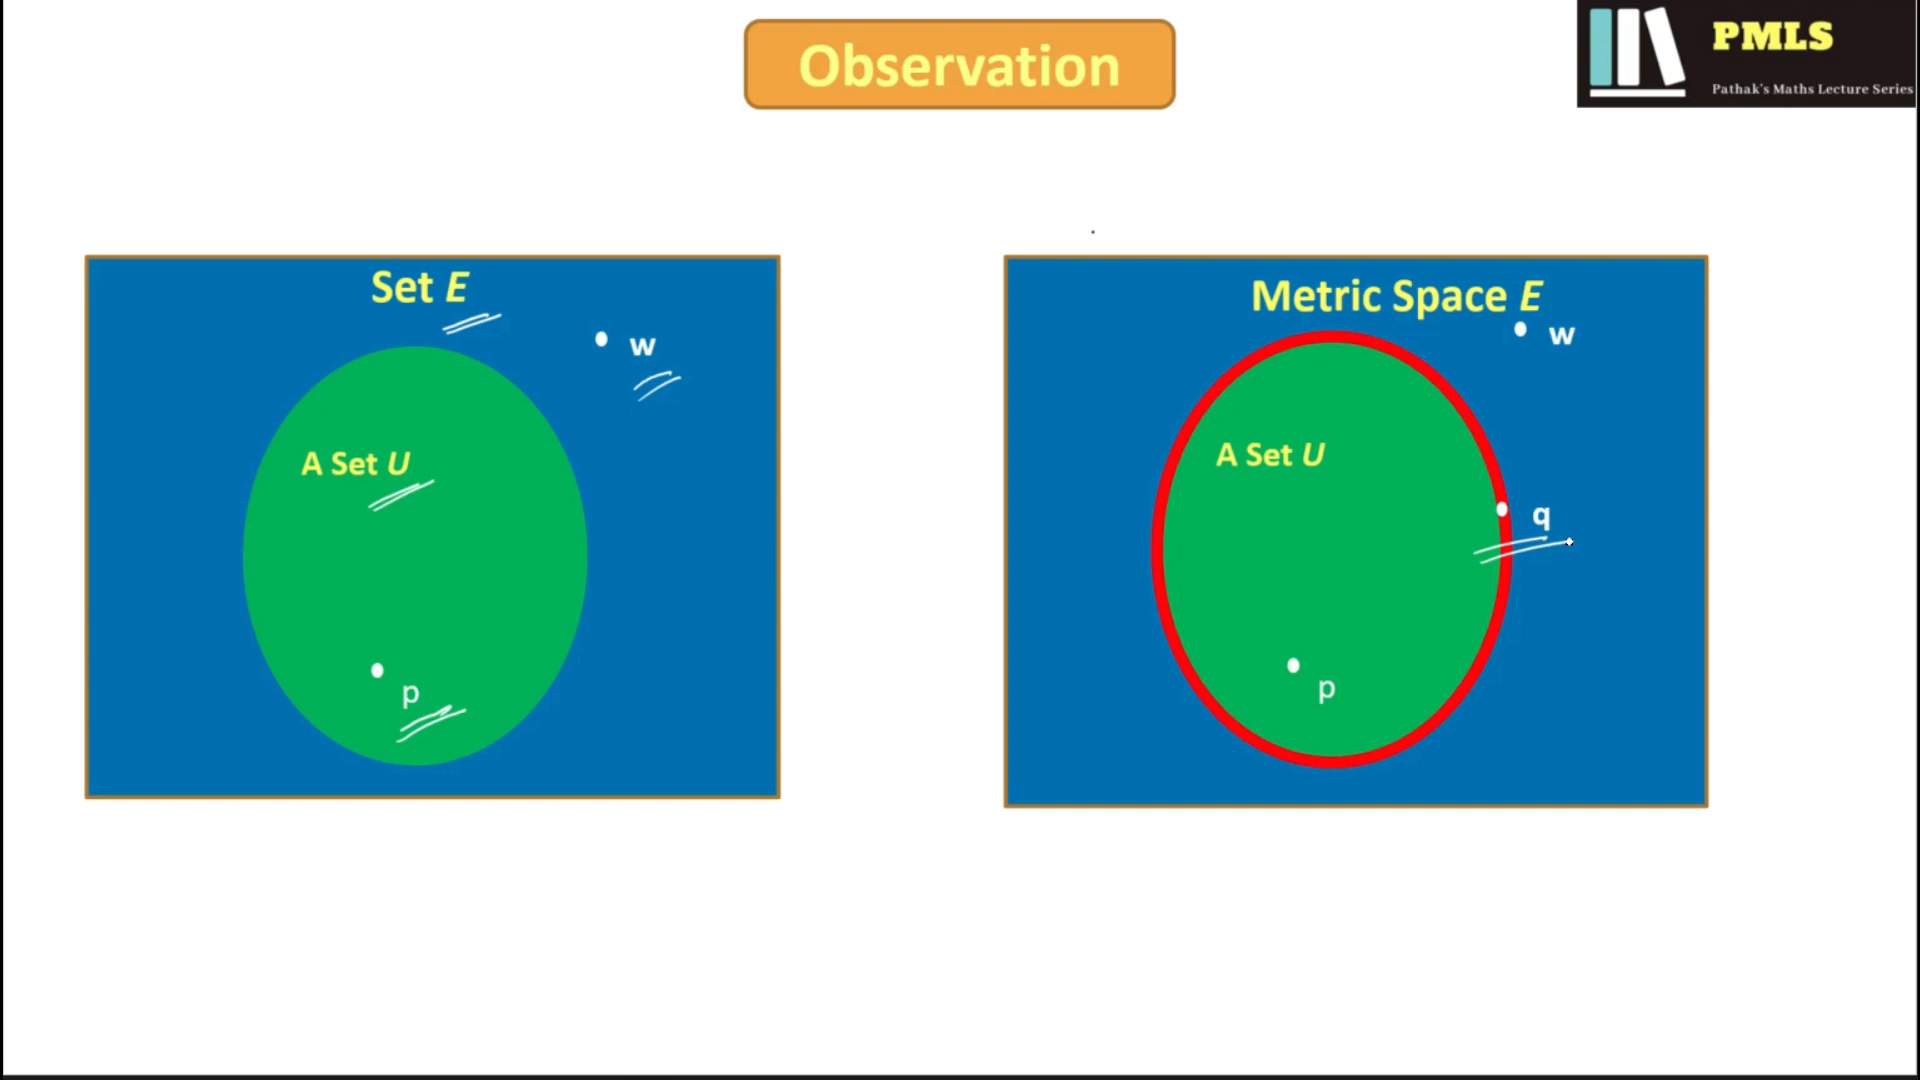 Observation
PMLS
Pathak's Maths Lecture Series
Set E
w
A Set U
p
Metric Space E
w
A Set U
q
p